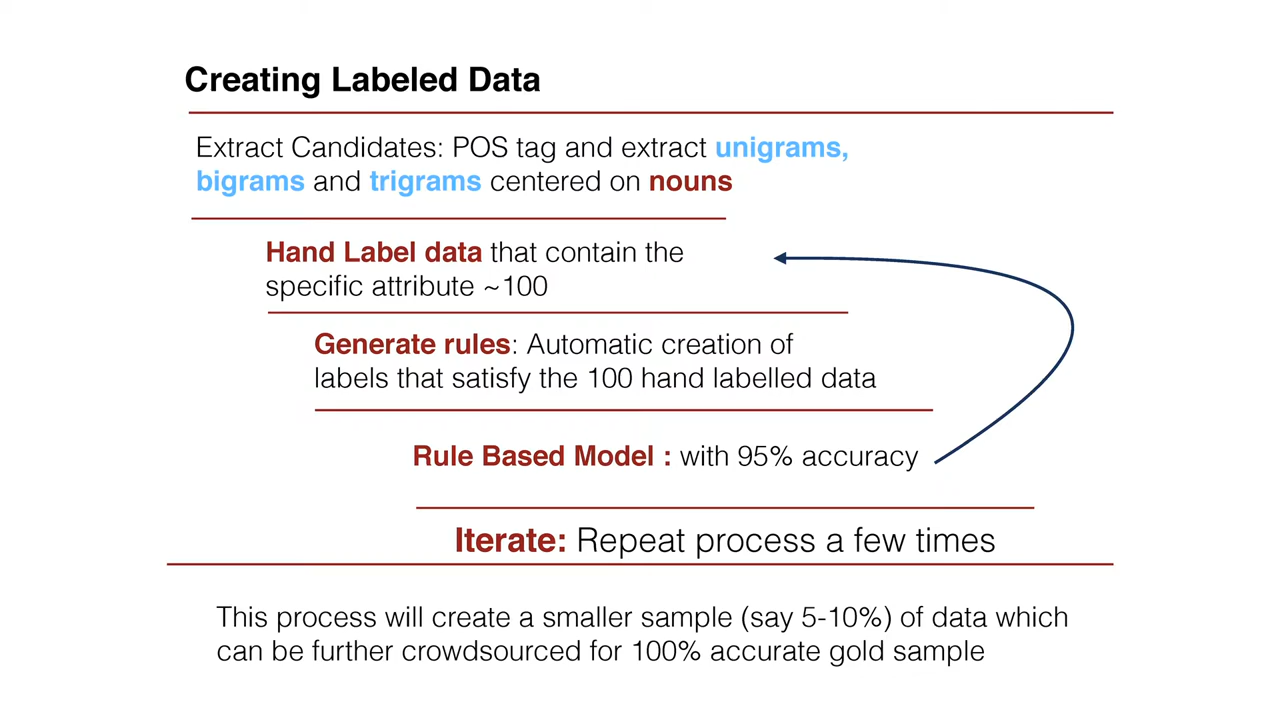 Creating Labeled Data
Extract Candidates: POS tag and extract unigrams,
bigrams and trigrams centered on nouns
Hand Label data that contain the
specific attribute ~100
Generate rules: Automatic creation of
labels that satisfy the 100 hand labelled data
Rule Based Model : with 95% accuracy
Iterate: Repeat process a few times
This process will create a smaller sample (say 5-10%) of data which
can be further crowdsourced for 100% accurate gold sample